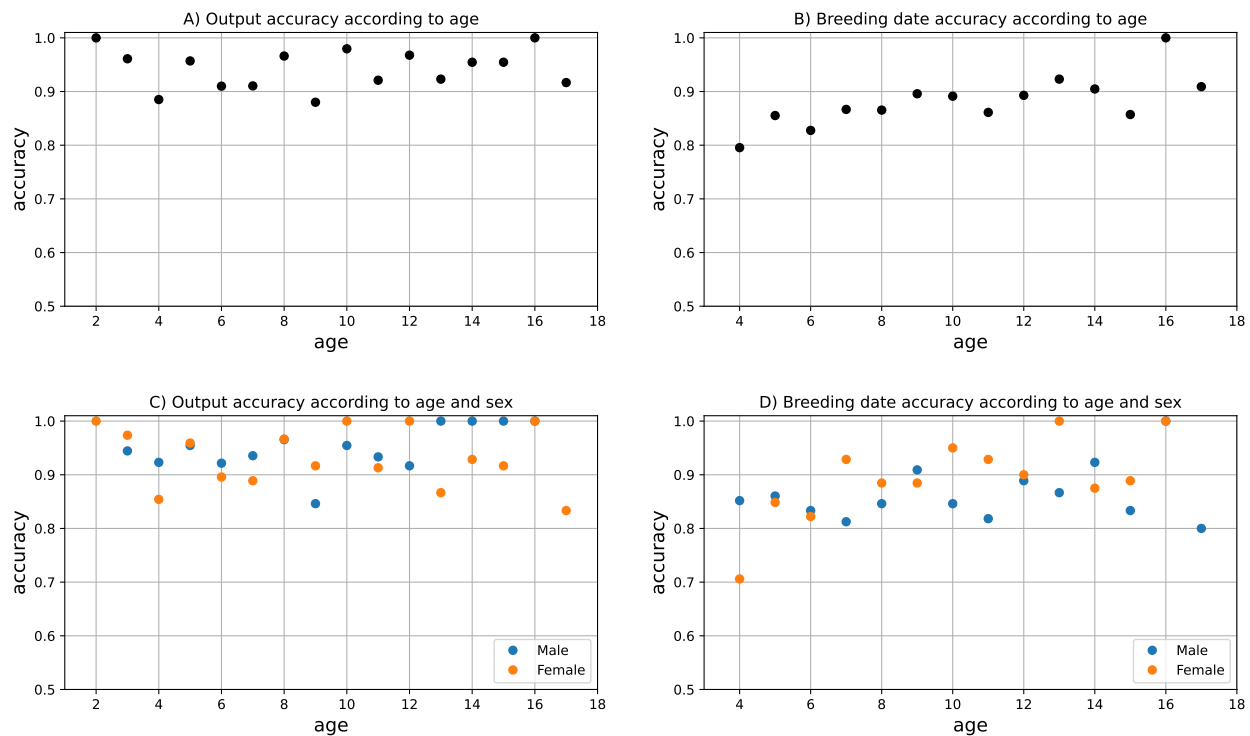 A) Output accuracy according to age
1.0
0.9
0.8
0.7
0.6
0.5
accuracy
2 4 6 8 10 12 14 16 18
age
B) Breeding date accuracy according to age
1.0
0.9
0.8
0.7
0.6
0.5
accuracy
4 6 8 10 12 14 16 18
age
C) Output accuracy according to age and sex
1.0
0.9
0.8
0.7
0.6
0.5
accuracy
Male
Female
2 4 6 8 10 12 14 16 18
age
D) Breeding date accuracy according to age and sex
1.0
0.9
0.8
0.7
0.6
0.5
accuracy
Male
Female
4 6 8 10 12 14 16 18
age